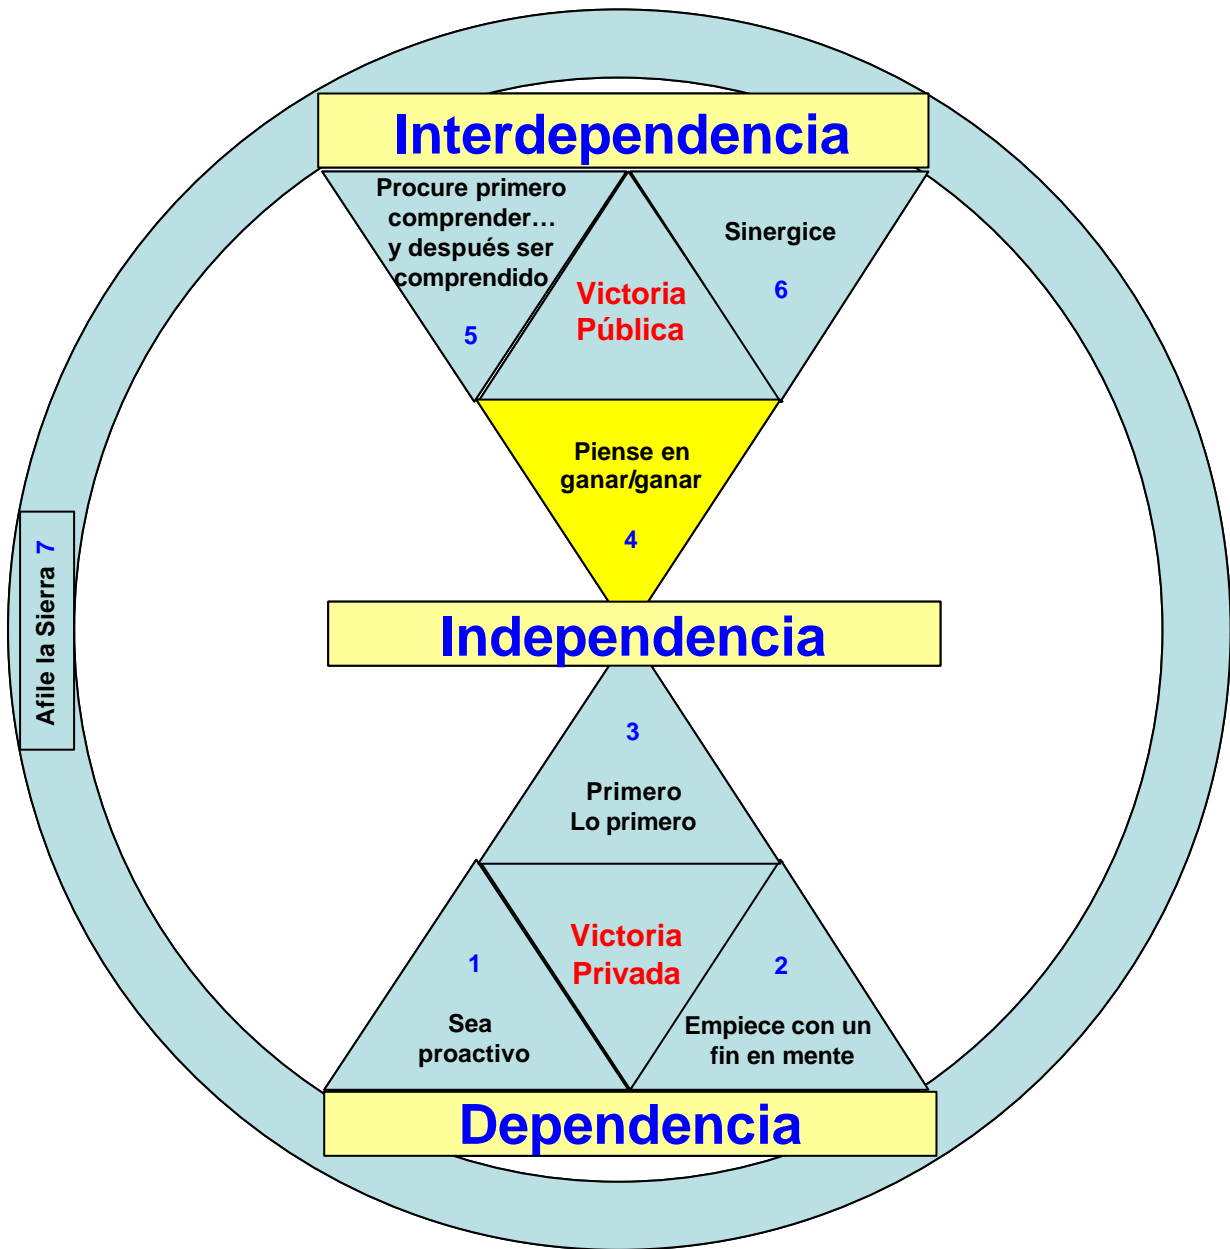 Interdependencia
Procure primero
comprender…
y después ser
comprendido
5
Victoria
Pública
Sinergice
6
Piense en
ganar/ganar
4
Afile la Sierra 7
Independencia
3
Primero
Lo primero
Victoria
Privada
1
Sea
proactivo
2
Empiece con un
fin en mente
Dependencia